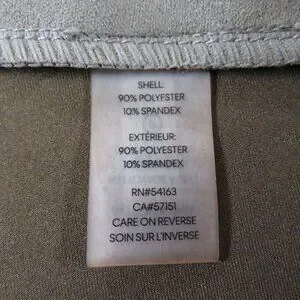 SHELL:
90% POLYESTER
10% SPANDEX
EXTÉRIEUR:
90% POLYESTER
10% SPANDEX
RN#54163
CA#57151
CARE ON REVERSE
SOIN SUR L'INVERSE